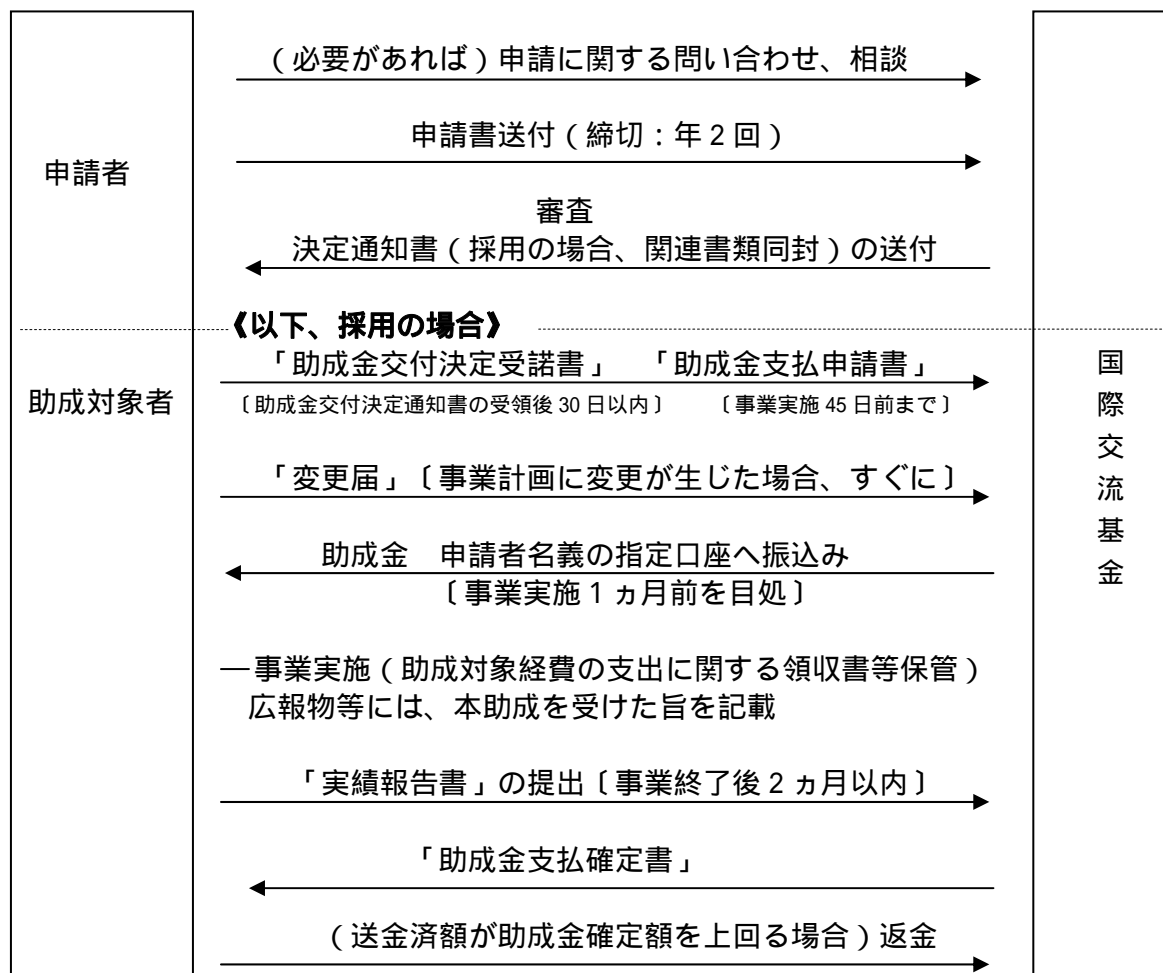 (必要があれば)申請に関する問い合わせ、相談
申請書送付(締切:年2回)
申請者
審査
決定通知書(採用の場合、関連書類同封)の送付
《以下、採用の場合》
「助成金交付決定受諾書」 「助成金支払申請書」
助成対象者
〔助成金交付決定通知書の受領後30日以内〕 〔事業実施45日前まで〕
「変更届」〔事業計画に変更が生じた場合、すぐに〕
助成金 申請者名義の指定口座へ振込み
〔事業実施1ヵ月前を目処〕
国際交流基金
―事業実施(助成対象経費の支出に関する領収書等保管)
広報物等には、本助成を受けた旨を記載
「実績報告書」の提出〔事業終了後2ヵ月以内〕
「助成金支払確定書」
(送金済額が助成金確定額を上回る場合)返金